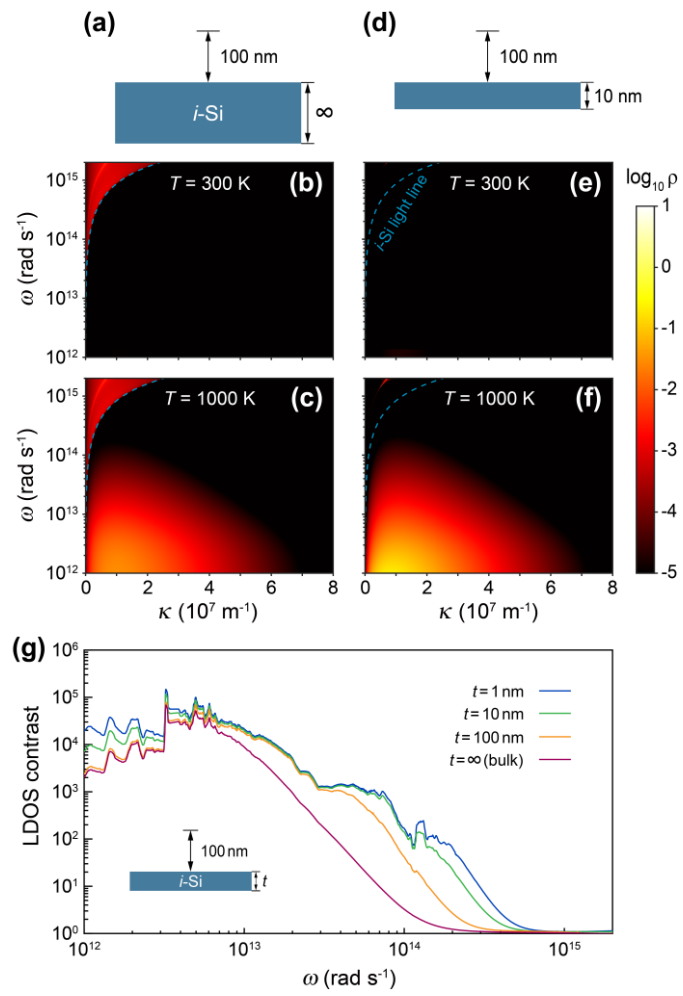 (a)
(d)
100 nm
100 nm
i-Si
∞
10 nm
T = 300 K
(b)
T = 300 K
(e)
log10 ρ
i-Si light line
ω (rad s⁻¹)
10¹⁵
10¹⁴
10¹³
10¹²
T = 1000 K
(c)
T = 1000 K
(f)
ω (rad s⁻¹)
10¹⁵
10¹⁴
10¹³
10¹²
0 2 4 6 8
0 2 4 6 8
κ (10⁷ m⁻¹)
κ (10⁷ m⁻¹)
1
0
-1
-2
-3
-4
-5
(g)
LDOS contrast
10⁶
10⁵
10⁴
10³
10²
10¹
10⁰
t = 1 nm
t = 10 nm
t = 100 nm
t = ∞ (bulk)
100 nm
i-Si
t
10¹² 10¹³ 10¹⁴ 10¹⁵
ω (rad s⁻¹)